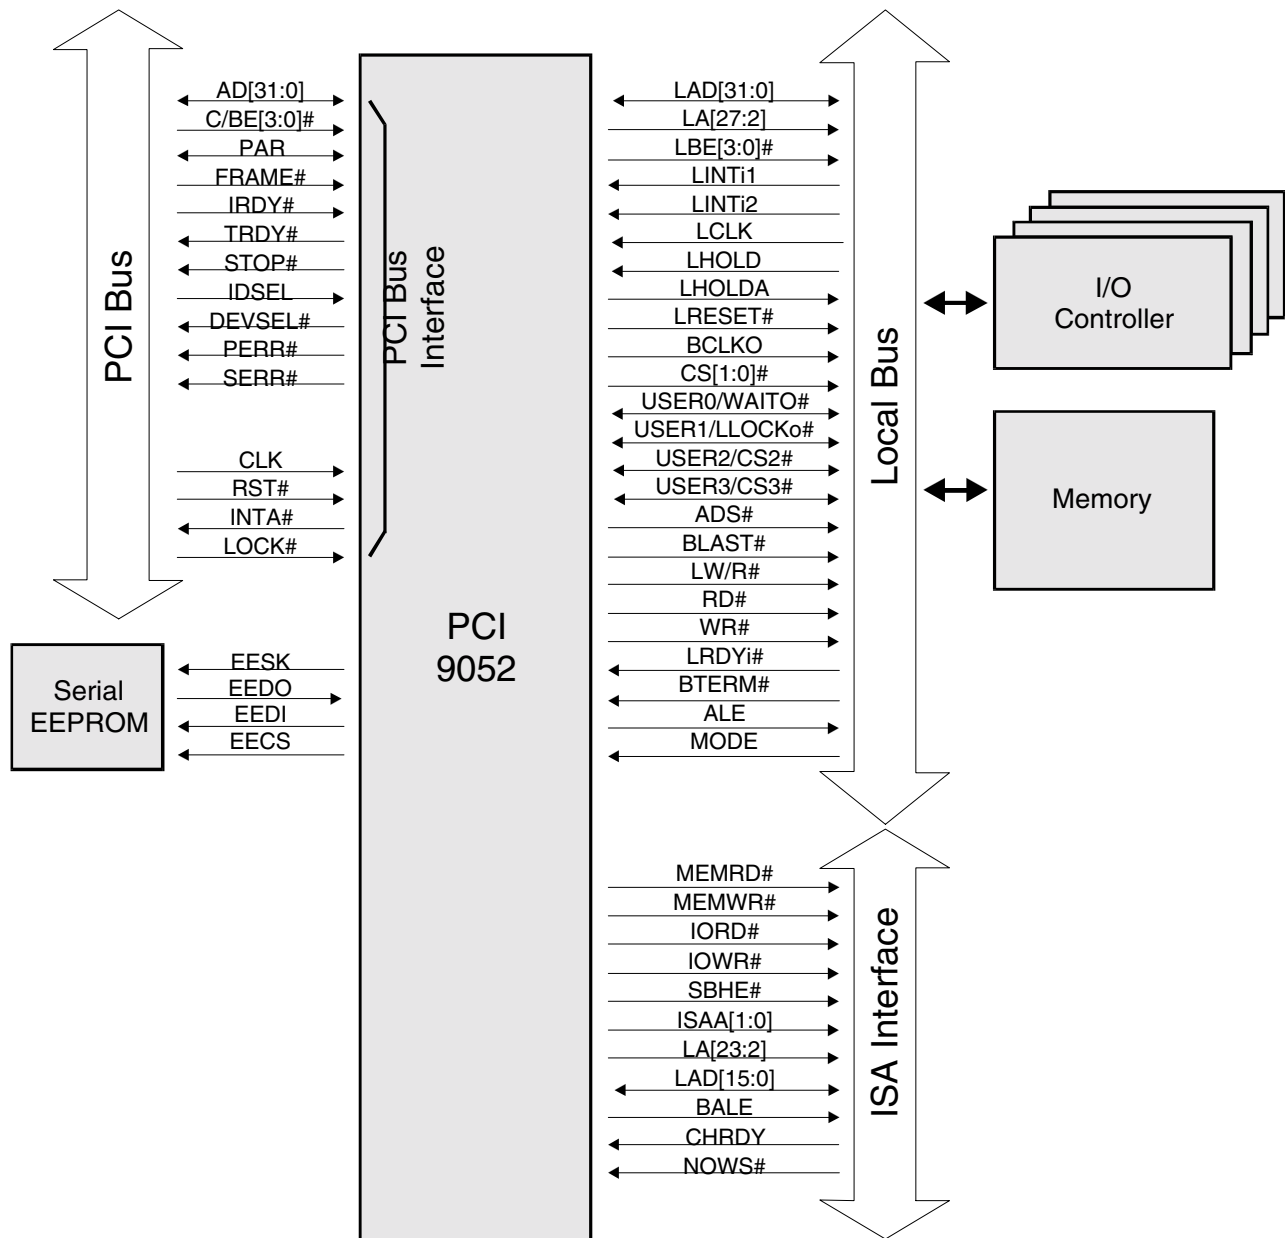 PCI Bus
AD[31:0]
C/BE[3:0]#
PAR
FRAME#
IRDY#
TRDY#
STOP#
IDSEL
DEVSEL#
PERR#
SERR#
CLK
RST#
INTA#
LOCK#
PCI Bus
Interface
Serial
EEPROM
EESK
EEDO
EEDI
EECS
PCI
9052
LAD[31:0]
LA[27:2]
LBE[3:0]#
LINTi1
LINTi2
LCLK
LHOLD
LHOLDA
LRESET#
BCLKO
CS[1:0]#
USER0/WAITO#
USER1/LLOCKo#
USER2/CS2#
USER3/CS3#
ADS#
BLAST#
LW/R#
RD#
WR#
LRDYi#
BTERM#
ALE
MODE
Local Bus
I/O
Controller
Memory
MEMRD#
MEMWR#
IORD#
IOWR#
SBHE#
ISAA[1:0]
LA[23:2]
LAD[15:0]
BALE
CHRDY
NOWS#
ISA Interface